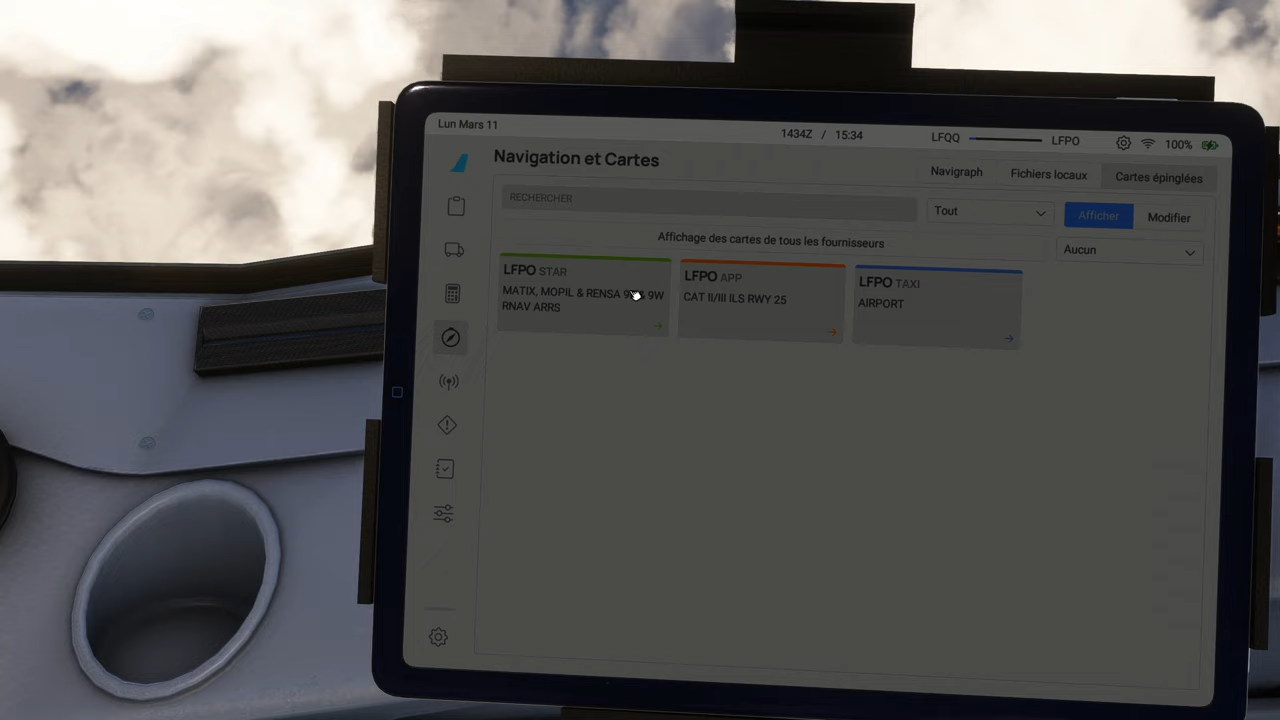 Lun Mars 11
1434Z / 15:34
LFQQ
LFPO
100%
Navigation et Cartes
Navigraph
Fichiers locaux
Cartes épinglées
RECHERCHER
Tout
Afficher
Modifier
Affichage des cartes de tous les fournisseurs
Aucun
LFPO STAR
MATIX, MOPIL & RENSA 9W
RNAV ARRS
LFPO APP
CAT II/III ILS RWY 25
LFPO TAXI
AIRPORT